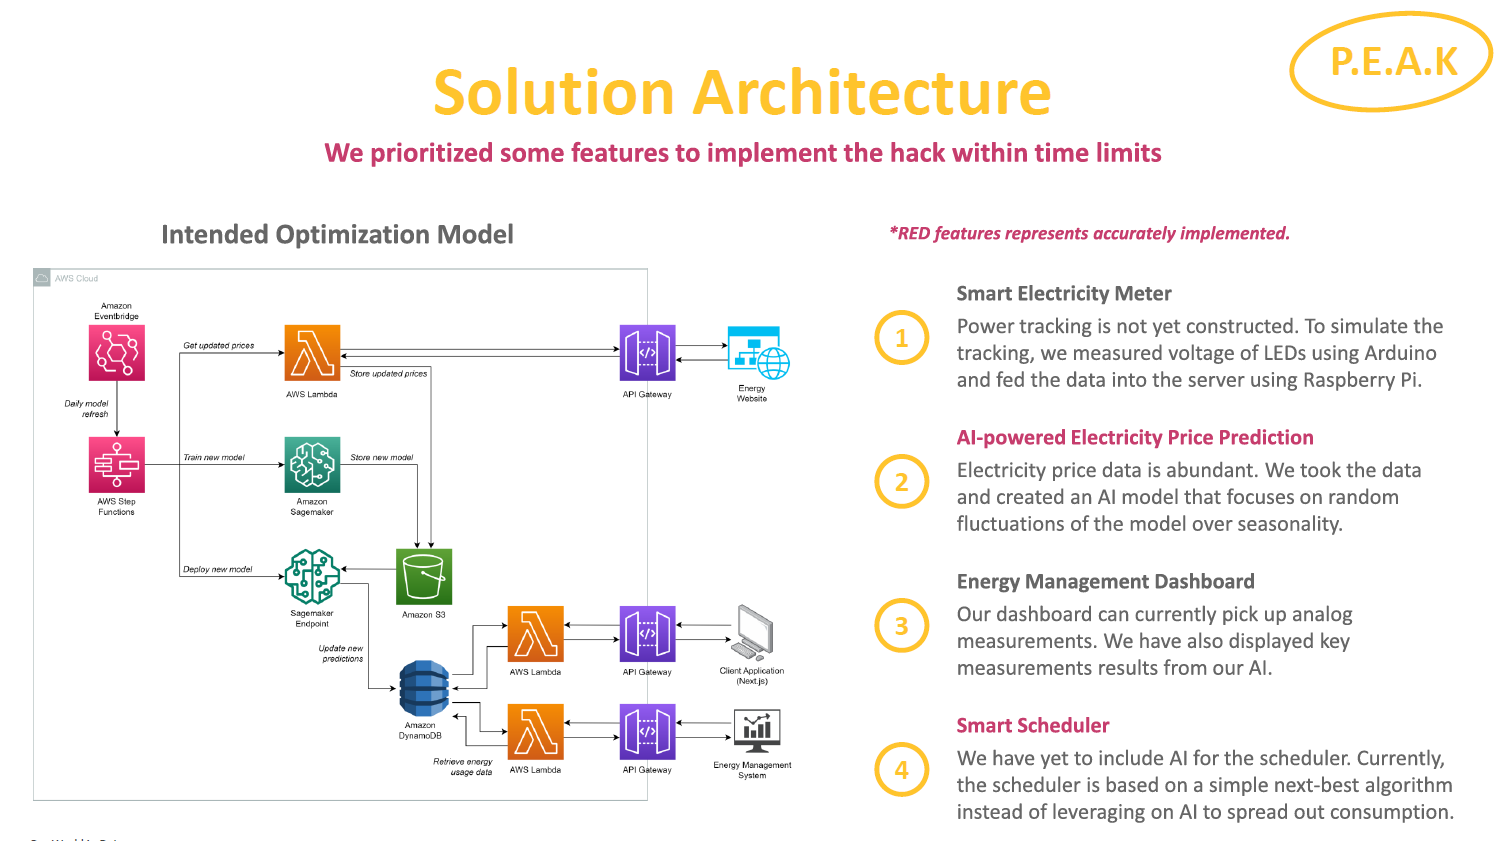 P.E.A.K
Solution Architecture
We prioritized some features to implement the hack within time limits
Intended Optimization Model
AWS Cloud
Amazon
Eventbridge
Daily model
refresh
AWS Step
Functions
Get updated prices
AWS Lambda
Store updated prices
API Gateway
Energy
Website
Train new model
Amazon
Sagemaker
Store new model
Deploy new model
Sagemaker
Endpoint
Amazon S3
Update new
predictions
Amazon
DynamoDB
AWS Lambda
API Gateway
Client Application
(Next.js)
Retrieve energy
usage data
AWS Lambda
API Gateway
Energy Management
System
*RED features represents accurately implemented.
1
Smart Electricity Meter
Power tracking is not yet constructed. To simulate the
tracking, we measured voltage of LEDs using Arduino
and fed the data into the server using Raspberry Pi.
2
AI-powered Electricity Price Prediction
Electricity price data is abundant. We took the data
and created an AI model that focuses on random
fluctuations of the model over seasonality.
3
Energy Management Dashboard
Our dashboard can currently pick up analog
measurements. We have also displayed key
measurements results from our AI.
4
Smart Scheduler
We have yet to include AI for the scheduler. Currently,
the scheduler is based on a simple next-best algorithm
instead of leveraging on AI to spread out consumption.